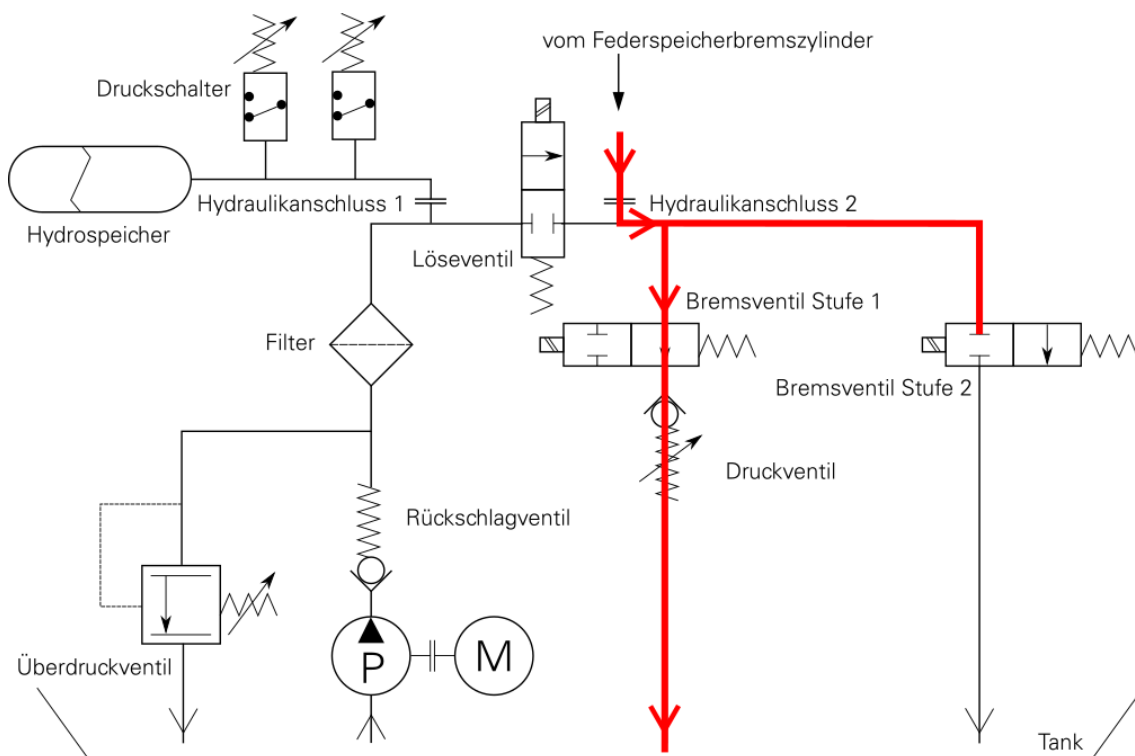 vom Federspeicherbremszylinder
Druckschalter
Hydraulikanschluss 1
Hydraulikanschluss 2
Hydrospeicher
Löseventil
Bremsventil Stufe 1
Filter
Bremsventil Stufe 2
Druckventil
Rückschlagventil
P
M
Überdruckventil
Tank